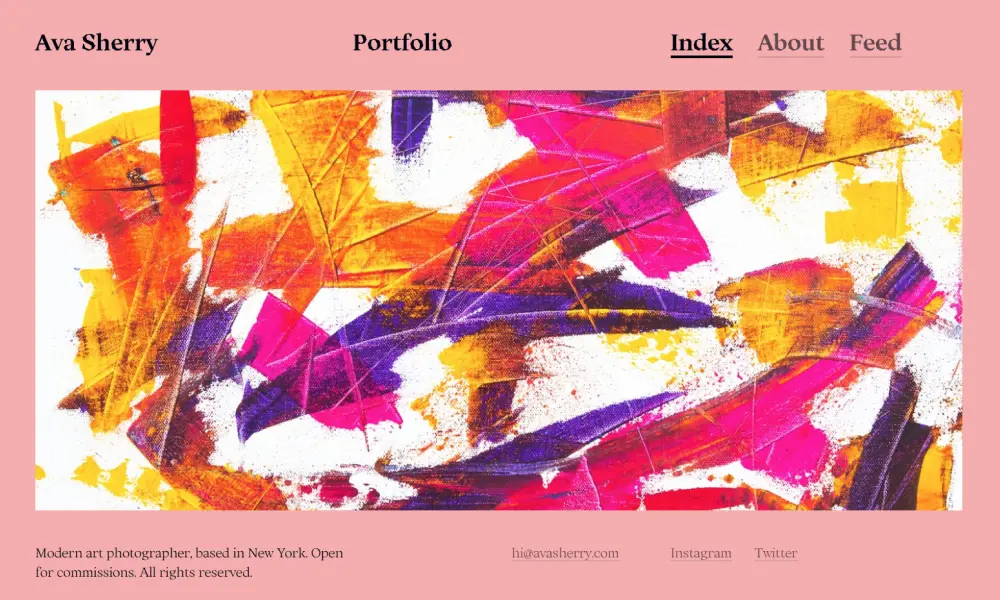 Ava Sherry Portfolio Index About Feed
Modern art photographer, based in New York. Open
for commissions. All rights reserved.
hi@avasherry.com
Instagram Twitter